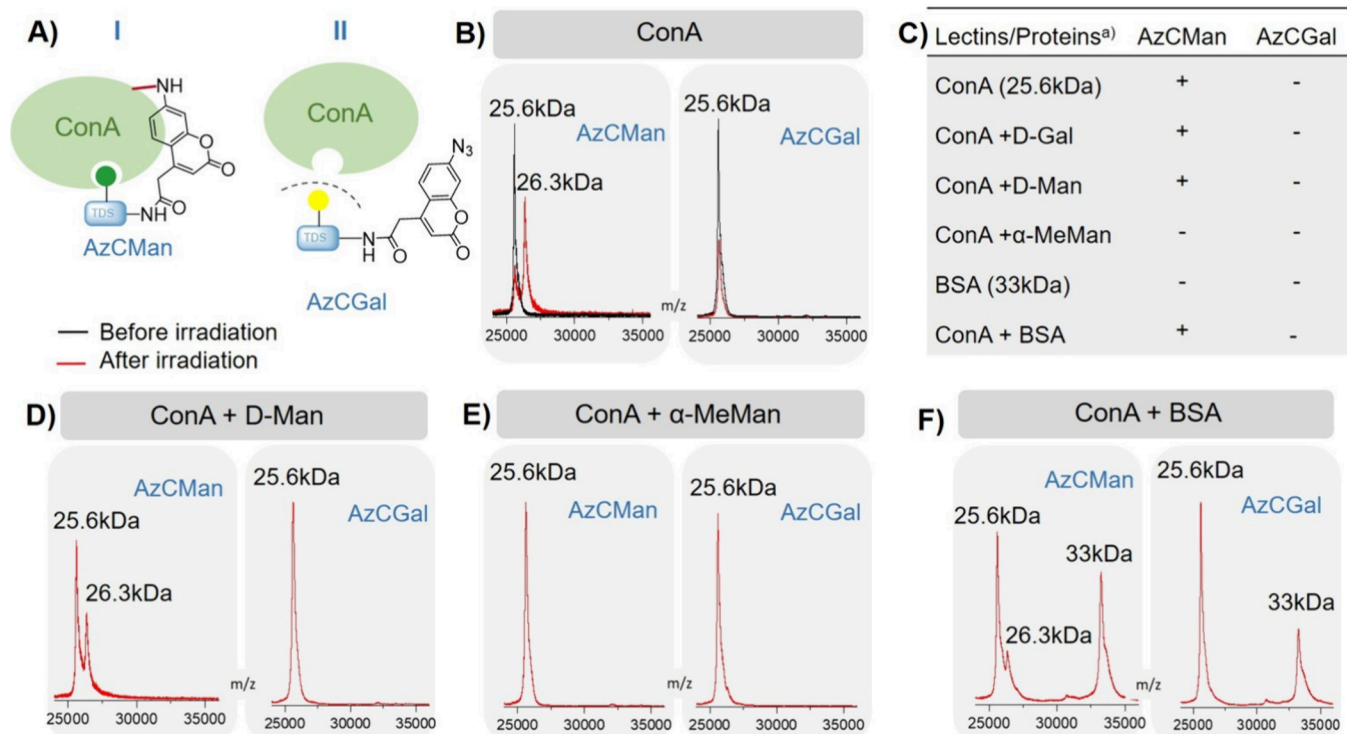 A) I II
ConA
NH
O
O
TDS
NH
O
AzCMan
ConA
N3
O
O
TDS
NH
O
AzCGal
Before irradiation
After irradiation
B) ConA
25.6kDa
AzCMan
26.3kDa
25.6kDa
AzCGal
m/z
25000 30000 35000
25000 30000 35000
C) Lectins/Proteinsa) AzCMan AzCGal
ConA (25.6kDa) + -
ConA +D-Gal + -
ConA +D-Man + -
ConA +α-MeMan - -
BSA (33kDa) - -
ConA + BSA + -
D) ConA + D-Man
AzCMan
25.6kDa
26.3kDa
25.6kDa
AzCGal
m/z
25000 30000 35000
25000 30000 35000
E) ConA + α-MeMan
25.6kDa
AzCMan
25.6kDa
AzCGal
m/z
25000 30000 35000
25000 30000 35000
F) ConA + BSA
AzCMan
25.6kDa
33kDa
26.3kDa
25.6kDa
AzCGal
33kDa
m/z
25000 30000 35000
25000 30000 35000